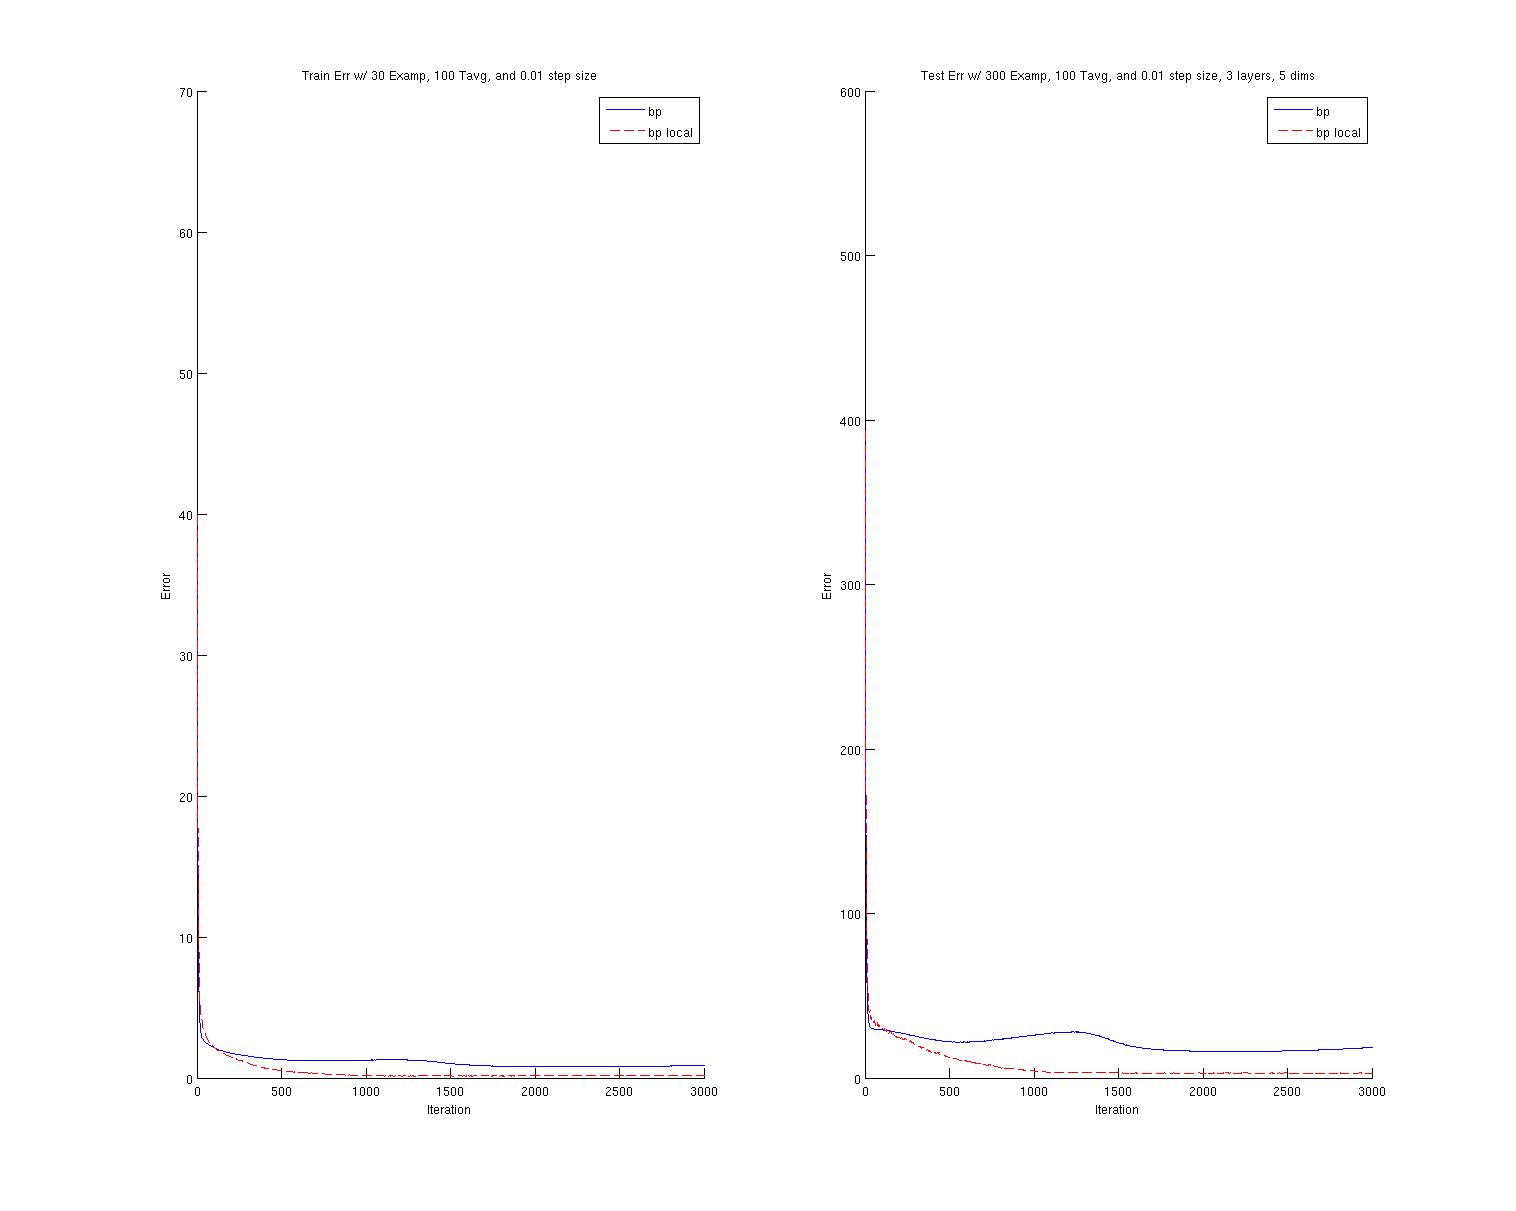 Train Err w/ 30 Examp, 100 Tavg, and 0.01 step size
70
60
50
40
30
20
10
0
Error
bp
bp local
0 500 1000 1500 2000 2500 3000
Iteration
Test Err w/ 300 Examp, 100 Tavg, and 0.01 step size, 3 layers, 5 dims
600
500
400
300
200
100
0
Error
bp
bp local
0 500 1000 1500 2000 2500 3000
Iteration